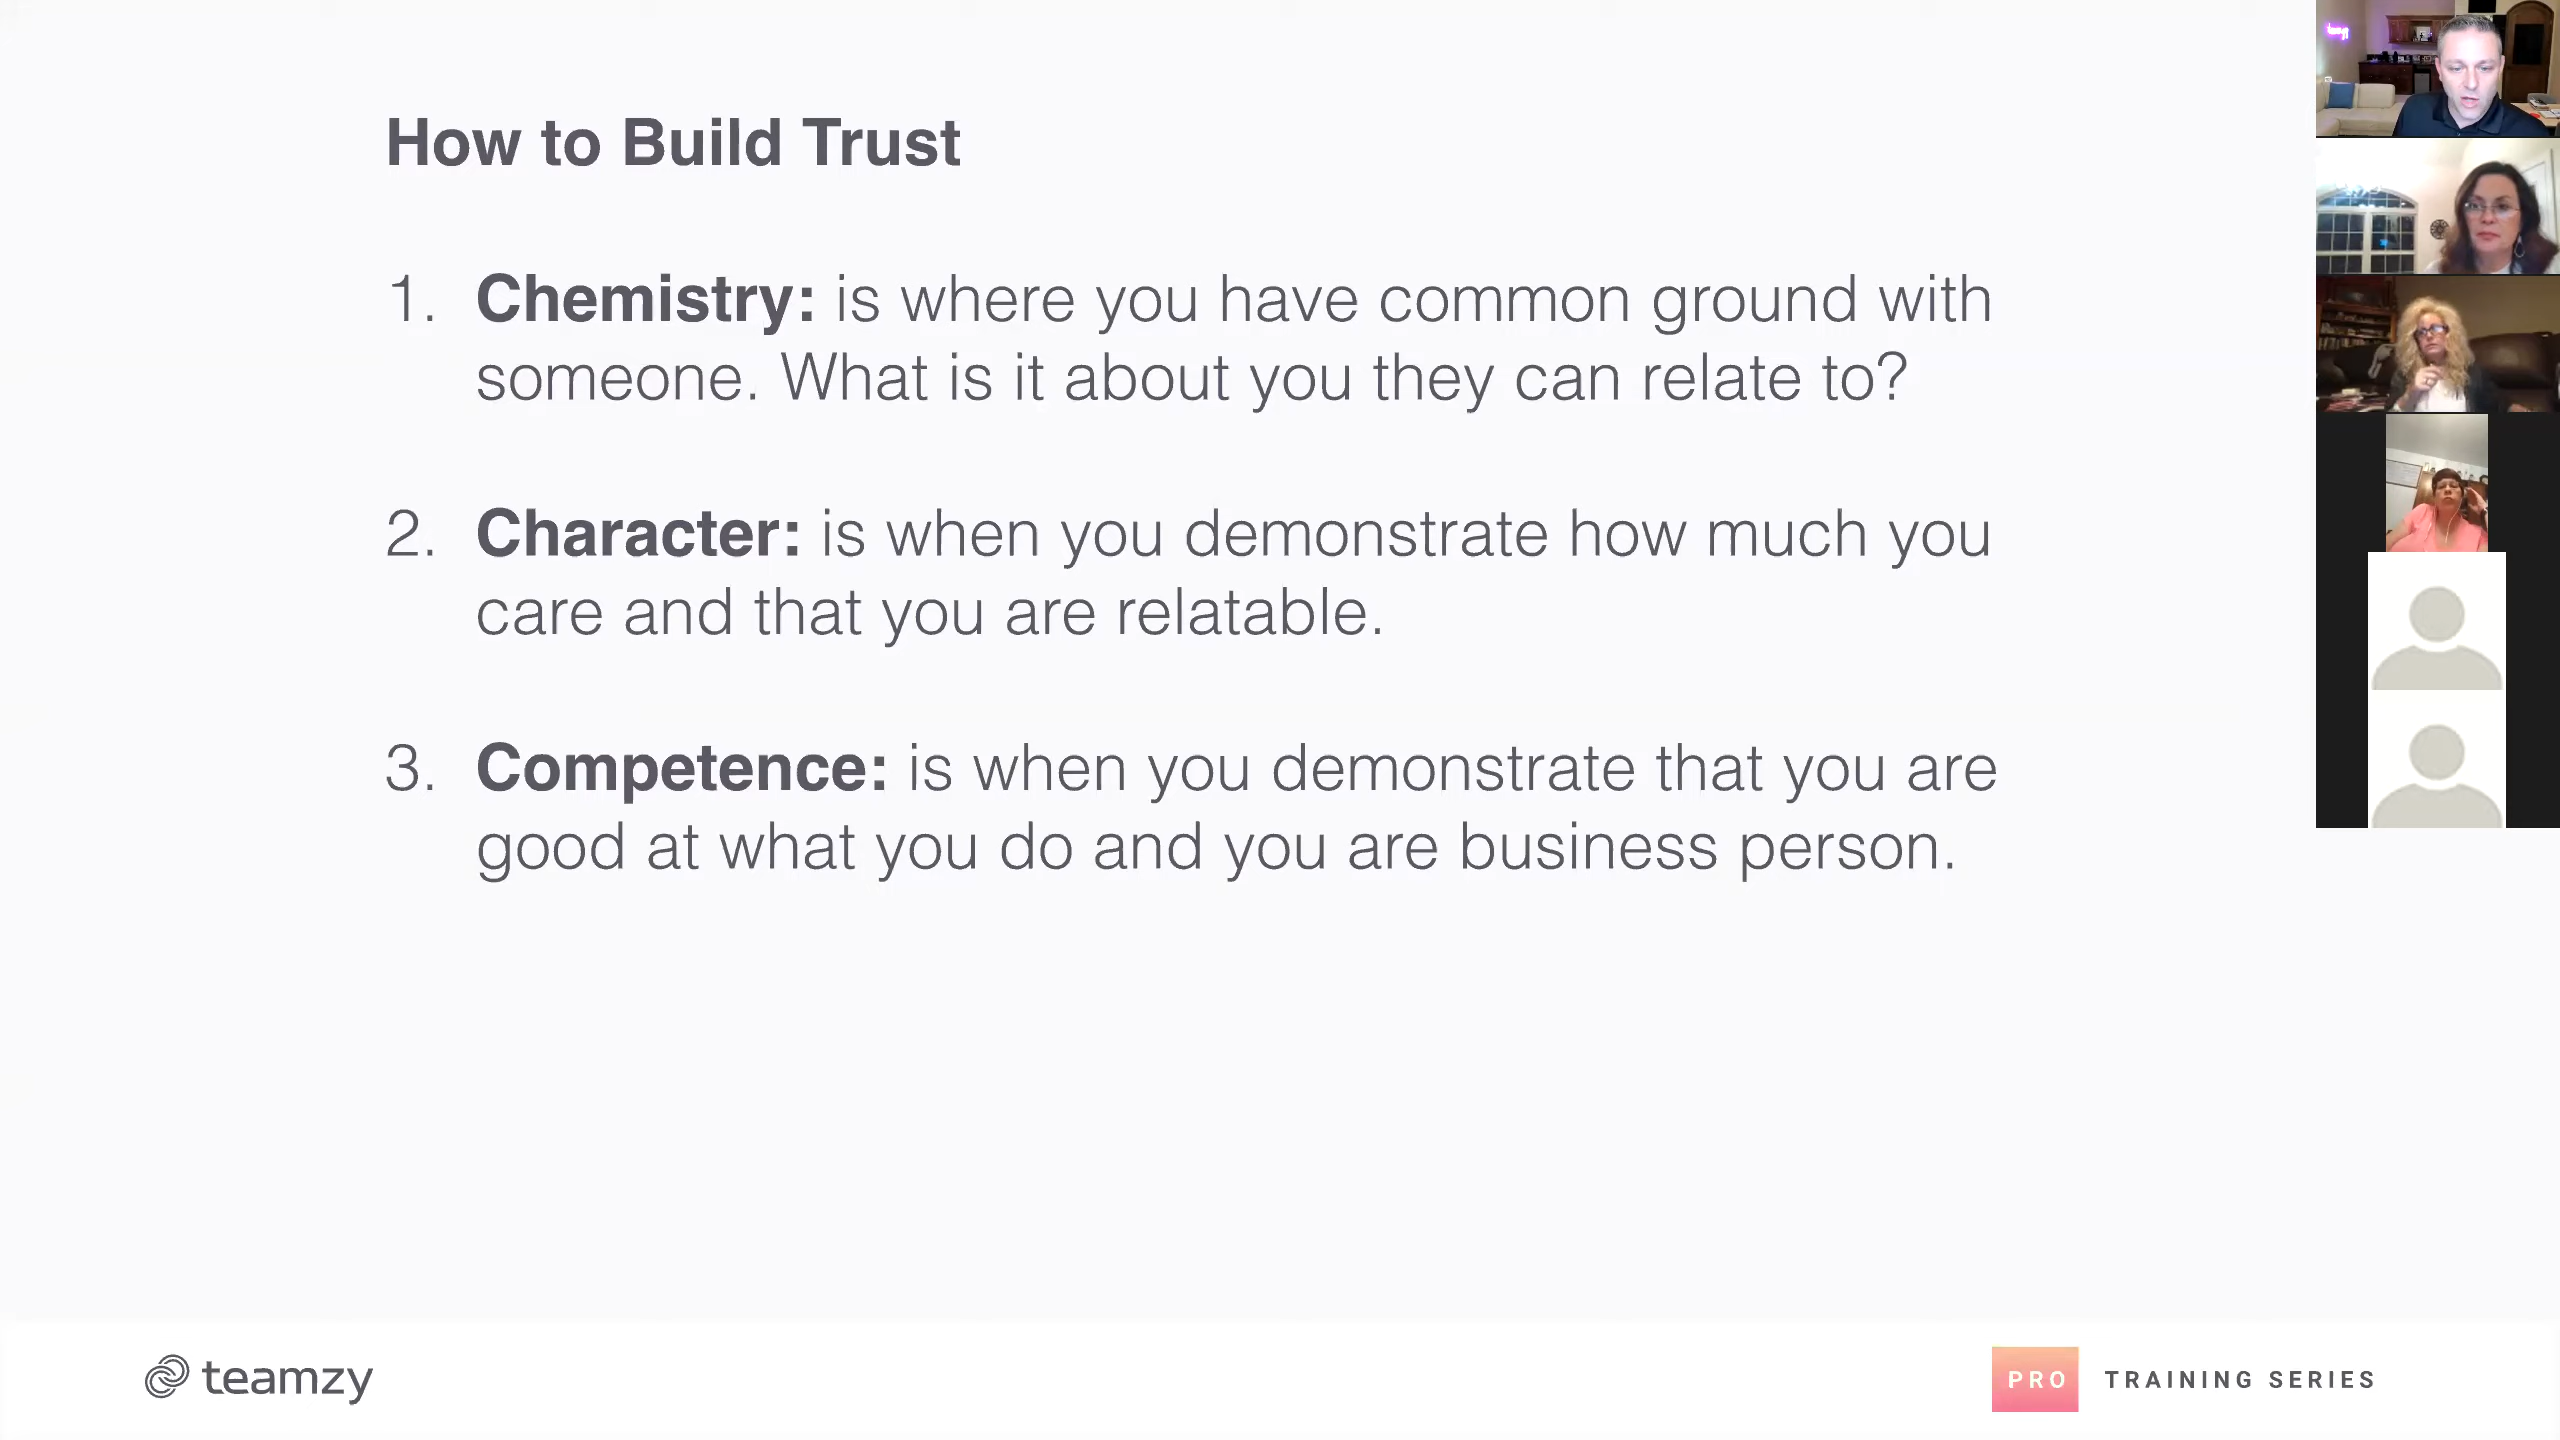 How to Build Trust
1. Chemistry: is where you have common ground with
someone. What is it about you they can relate to?
2. Character: is when you demonstrate how much you
care and that you are relatable.
3. Competence: is when you demonstrate that you are
good at what you do and you are business person.
teamzy
PRO TRAINING SERIES